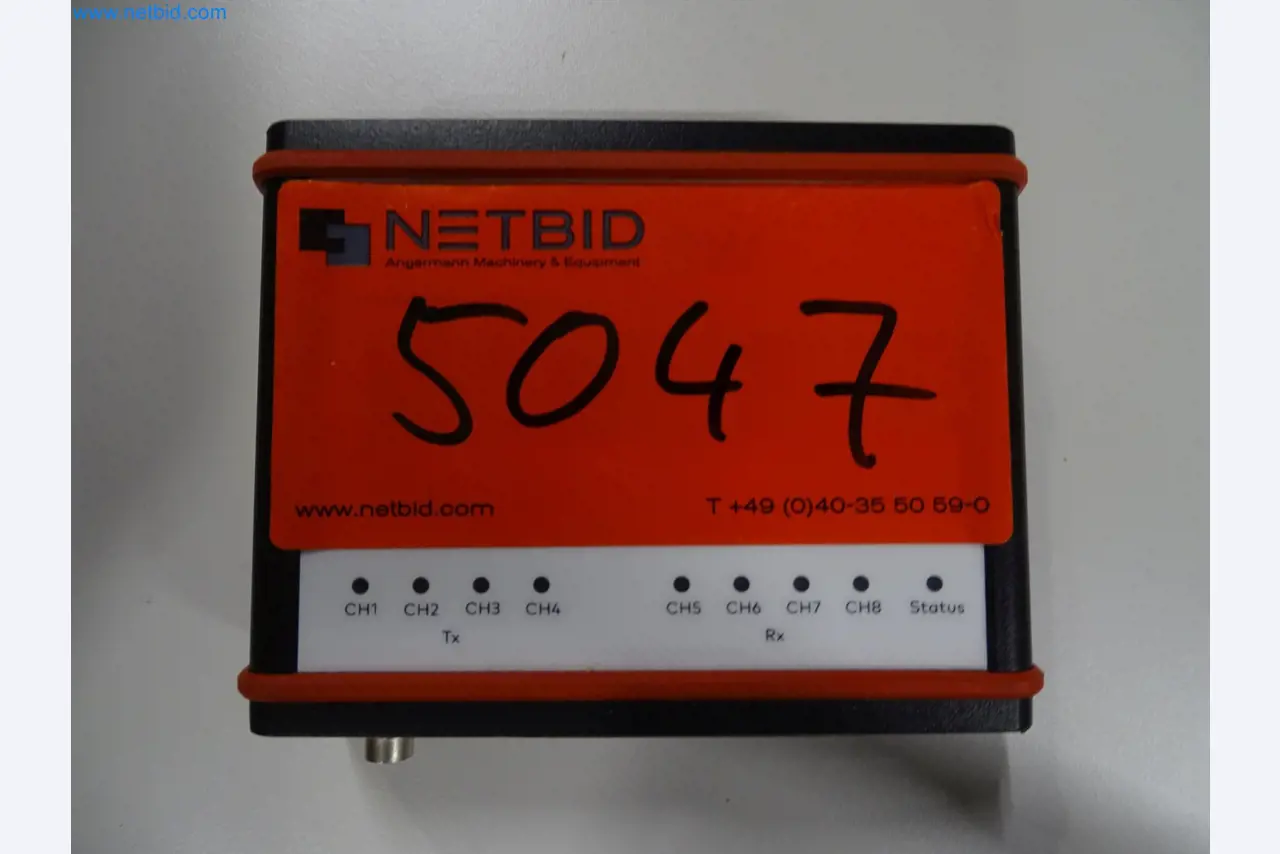 www.netbid.com
NETBID
Angermann Machinery & Equipment
5047
www.netbid.com T +49 (0)40-35 50 59-0
CH1 CH2 CH3 CH4 CH5 CH6 CH7 CH8 Status
Tx Rx